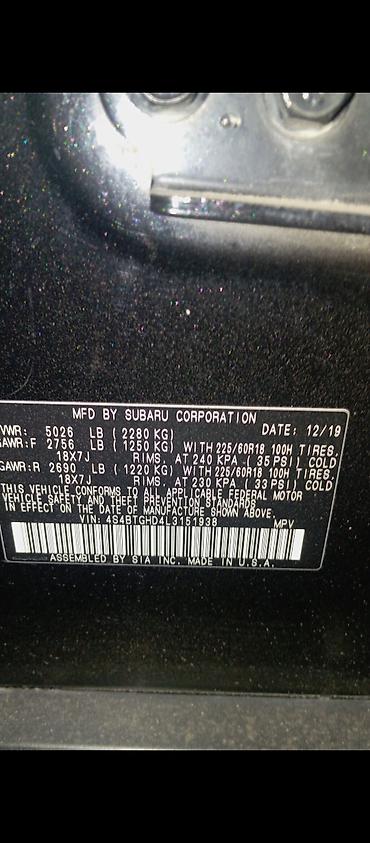 MFD BY SUBARU CORPORATION
VWR: 5026 LB (2280 KG) DATE: 12/19
GAWR:F 2756 LB (1250 KG) WITH 225/60R18 100H TIRES.
18X7J RIMS. AT 240 KPA (35 PSI) COLD
GAWR:R 2690 LB (1220 KG) WITH 225/60R18 100H TIRES.
18X7J RIMS. AT 230 KPA (33 PSI) COLD
THIS VEHICLE CONFORMS TO ALL APPLICABLE FEDERAL MOTOR
VEHICLE SAFETY AND THEFT PREVENTION STANDARDS
IN EFFECT ON THE DATE OF MANUFACTURE SHOWN ABOVE.
VIN: 4S4BTGHD4L3151938 MPV
ASSEMBLED BY SIA INC. MADE IN U.S.A.